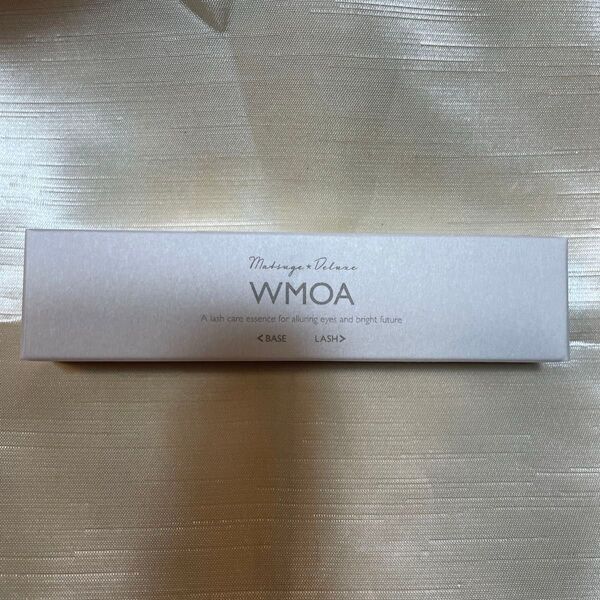 Matsuge★Deluxe
WMOA
A lash care essence for alluring eyes and bright future
<BASE LASH>